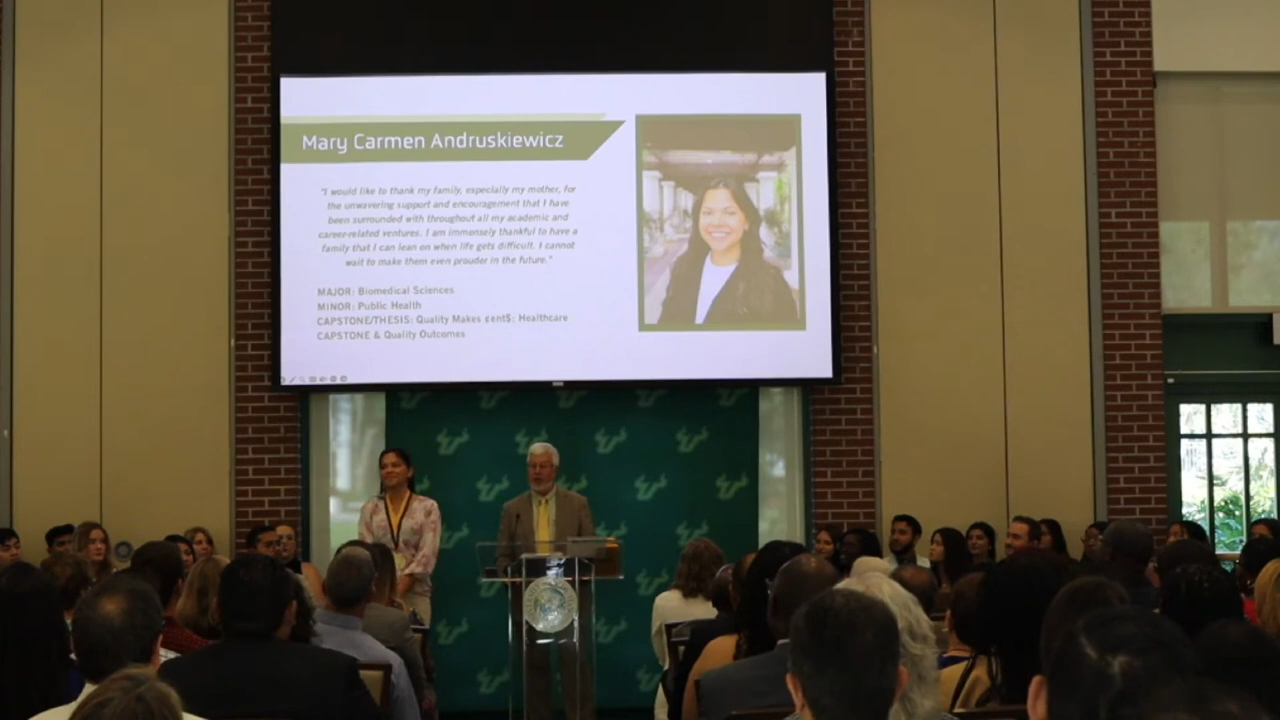 Mary Carmen Andruskiewicz
"I would like to thank my family, especially my mother, for
the unwavering support and encouragement that I have
been surrounded with throughout all my academic and
career-related ventures. I am immensely thankful to have a
family that I can lean on when life gets difficult. I cannot
wait to make them even prouder in the future."
MAJOR: Biomedical Sciences
MINOR: Public Health
CAPSTONE/THESIS: Quality Makes ¢ent$: Healthcare
CAPSTONE & Quality Outcomes